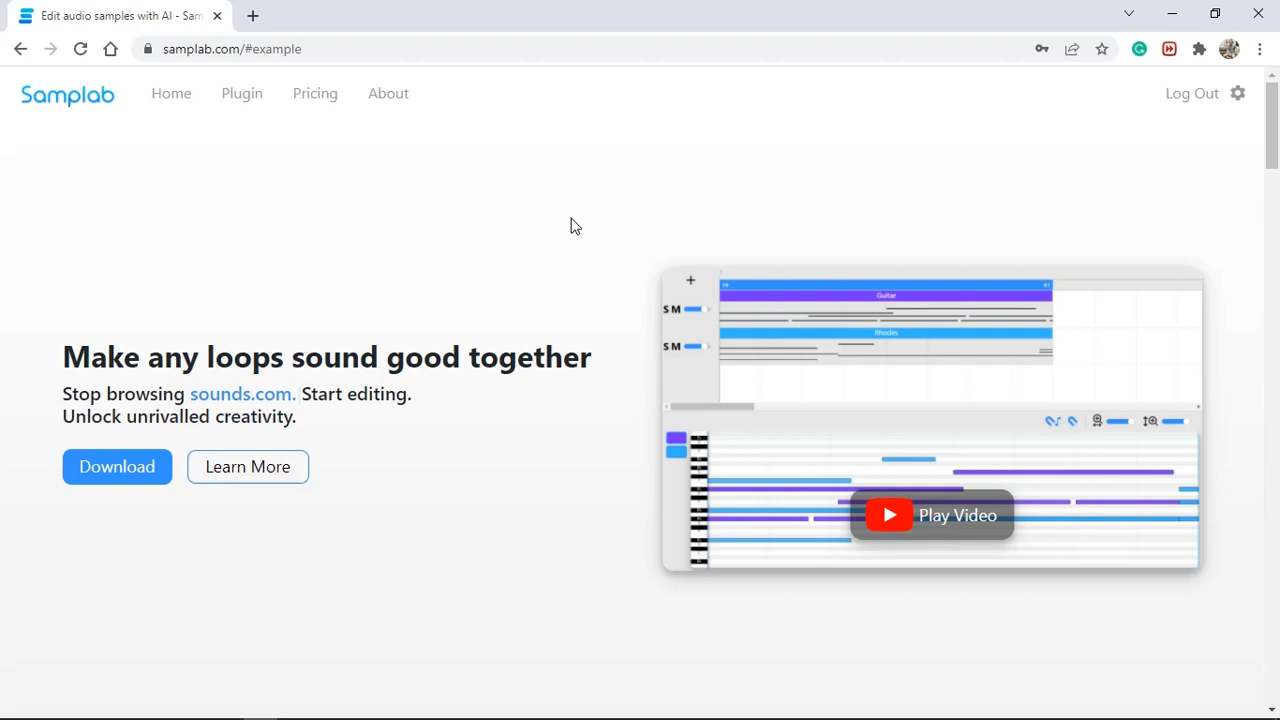 Edit audio samples with AI - Sam
samplab.com/#example
Samplab
Home
Plugin
Pricing
About
Log Out
Make any loops sound good together
Stop browsing sounds.com. Start editing.
Unlock unrivalled creativity.
Download
Learn More
Guitar
S M
Rhodes
S M
Play Video